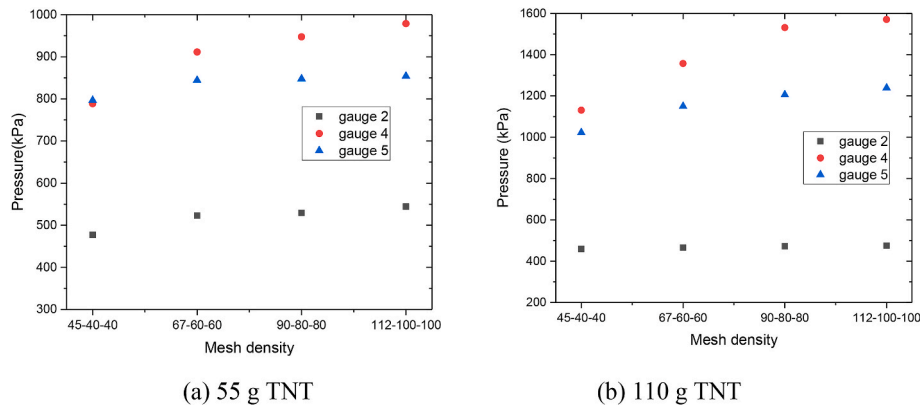 1000
900
800
700
600
500
400
300
Pressure(kPa)
gauge 2
gauge 4
gauge 5
45-40-40 67-60-60 90-80-80 112-100-100
Mesh density
(a) 55 g TNT
1600
1400
1200
1000
800
600
400
200
Pressure (kPa)
gauge 2
gauge 4
gauge 5
45-40-40 67-60-60 90-80-80 112-100-100
Mesh density
(b) 110 g TNT